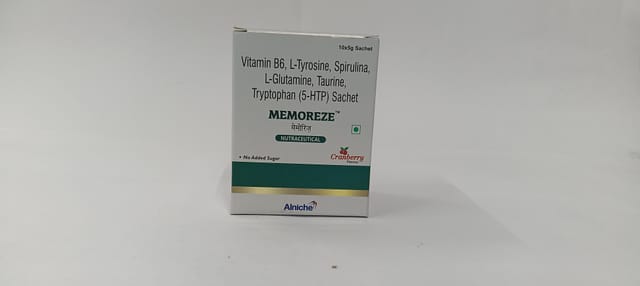 10x5g Sachet
Vitamin B6, L-Tyrosine, Spirulina,
L-Glutamine, Taurine,
Tryptophan (5-HTP) Sachet
MEMOREZE™
मेमोरिज़
NUTRACEUTICAL
Cranberry
Flavour
• No Added Sugar
Alniche